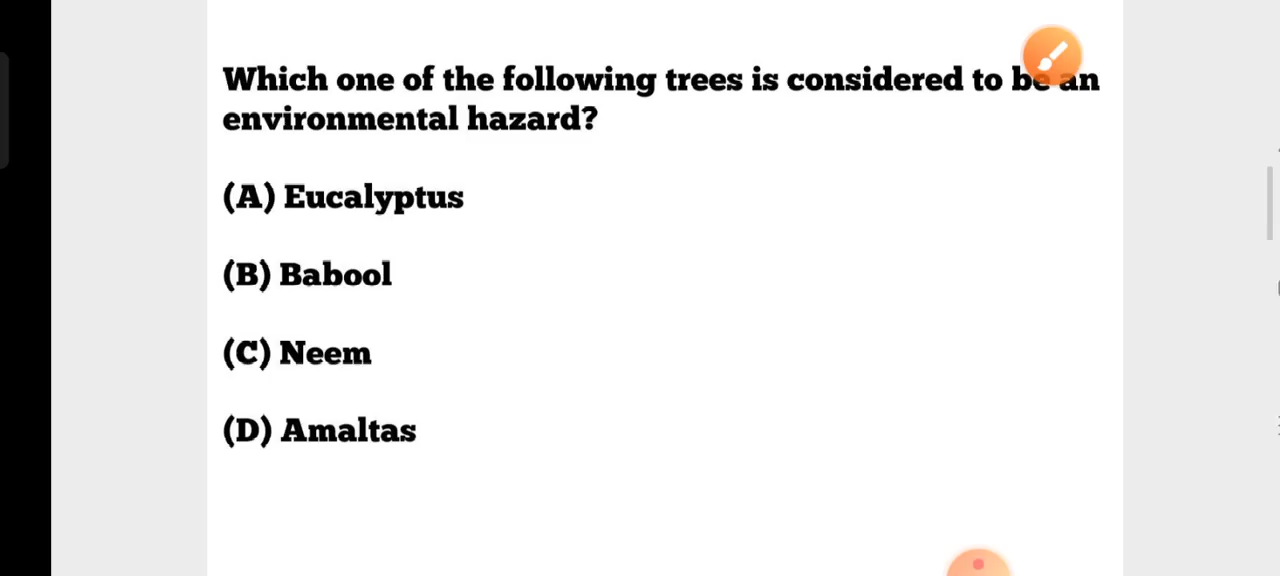 Which one of the following trees is considered to be an
environmental hazard?
(A) Eucalyptus
(B) Babool
(C) Neem
(D) Amaltas